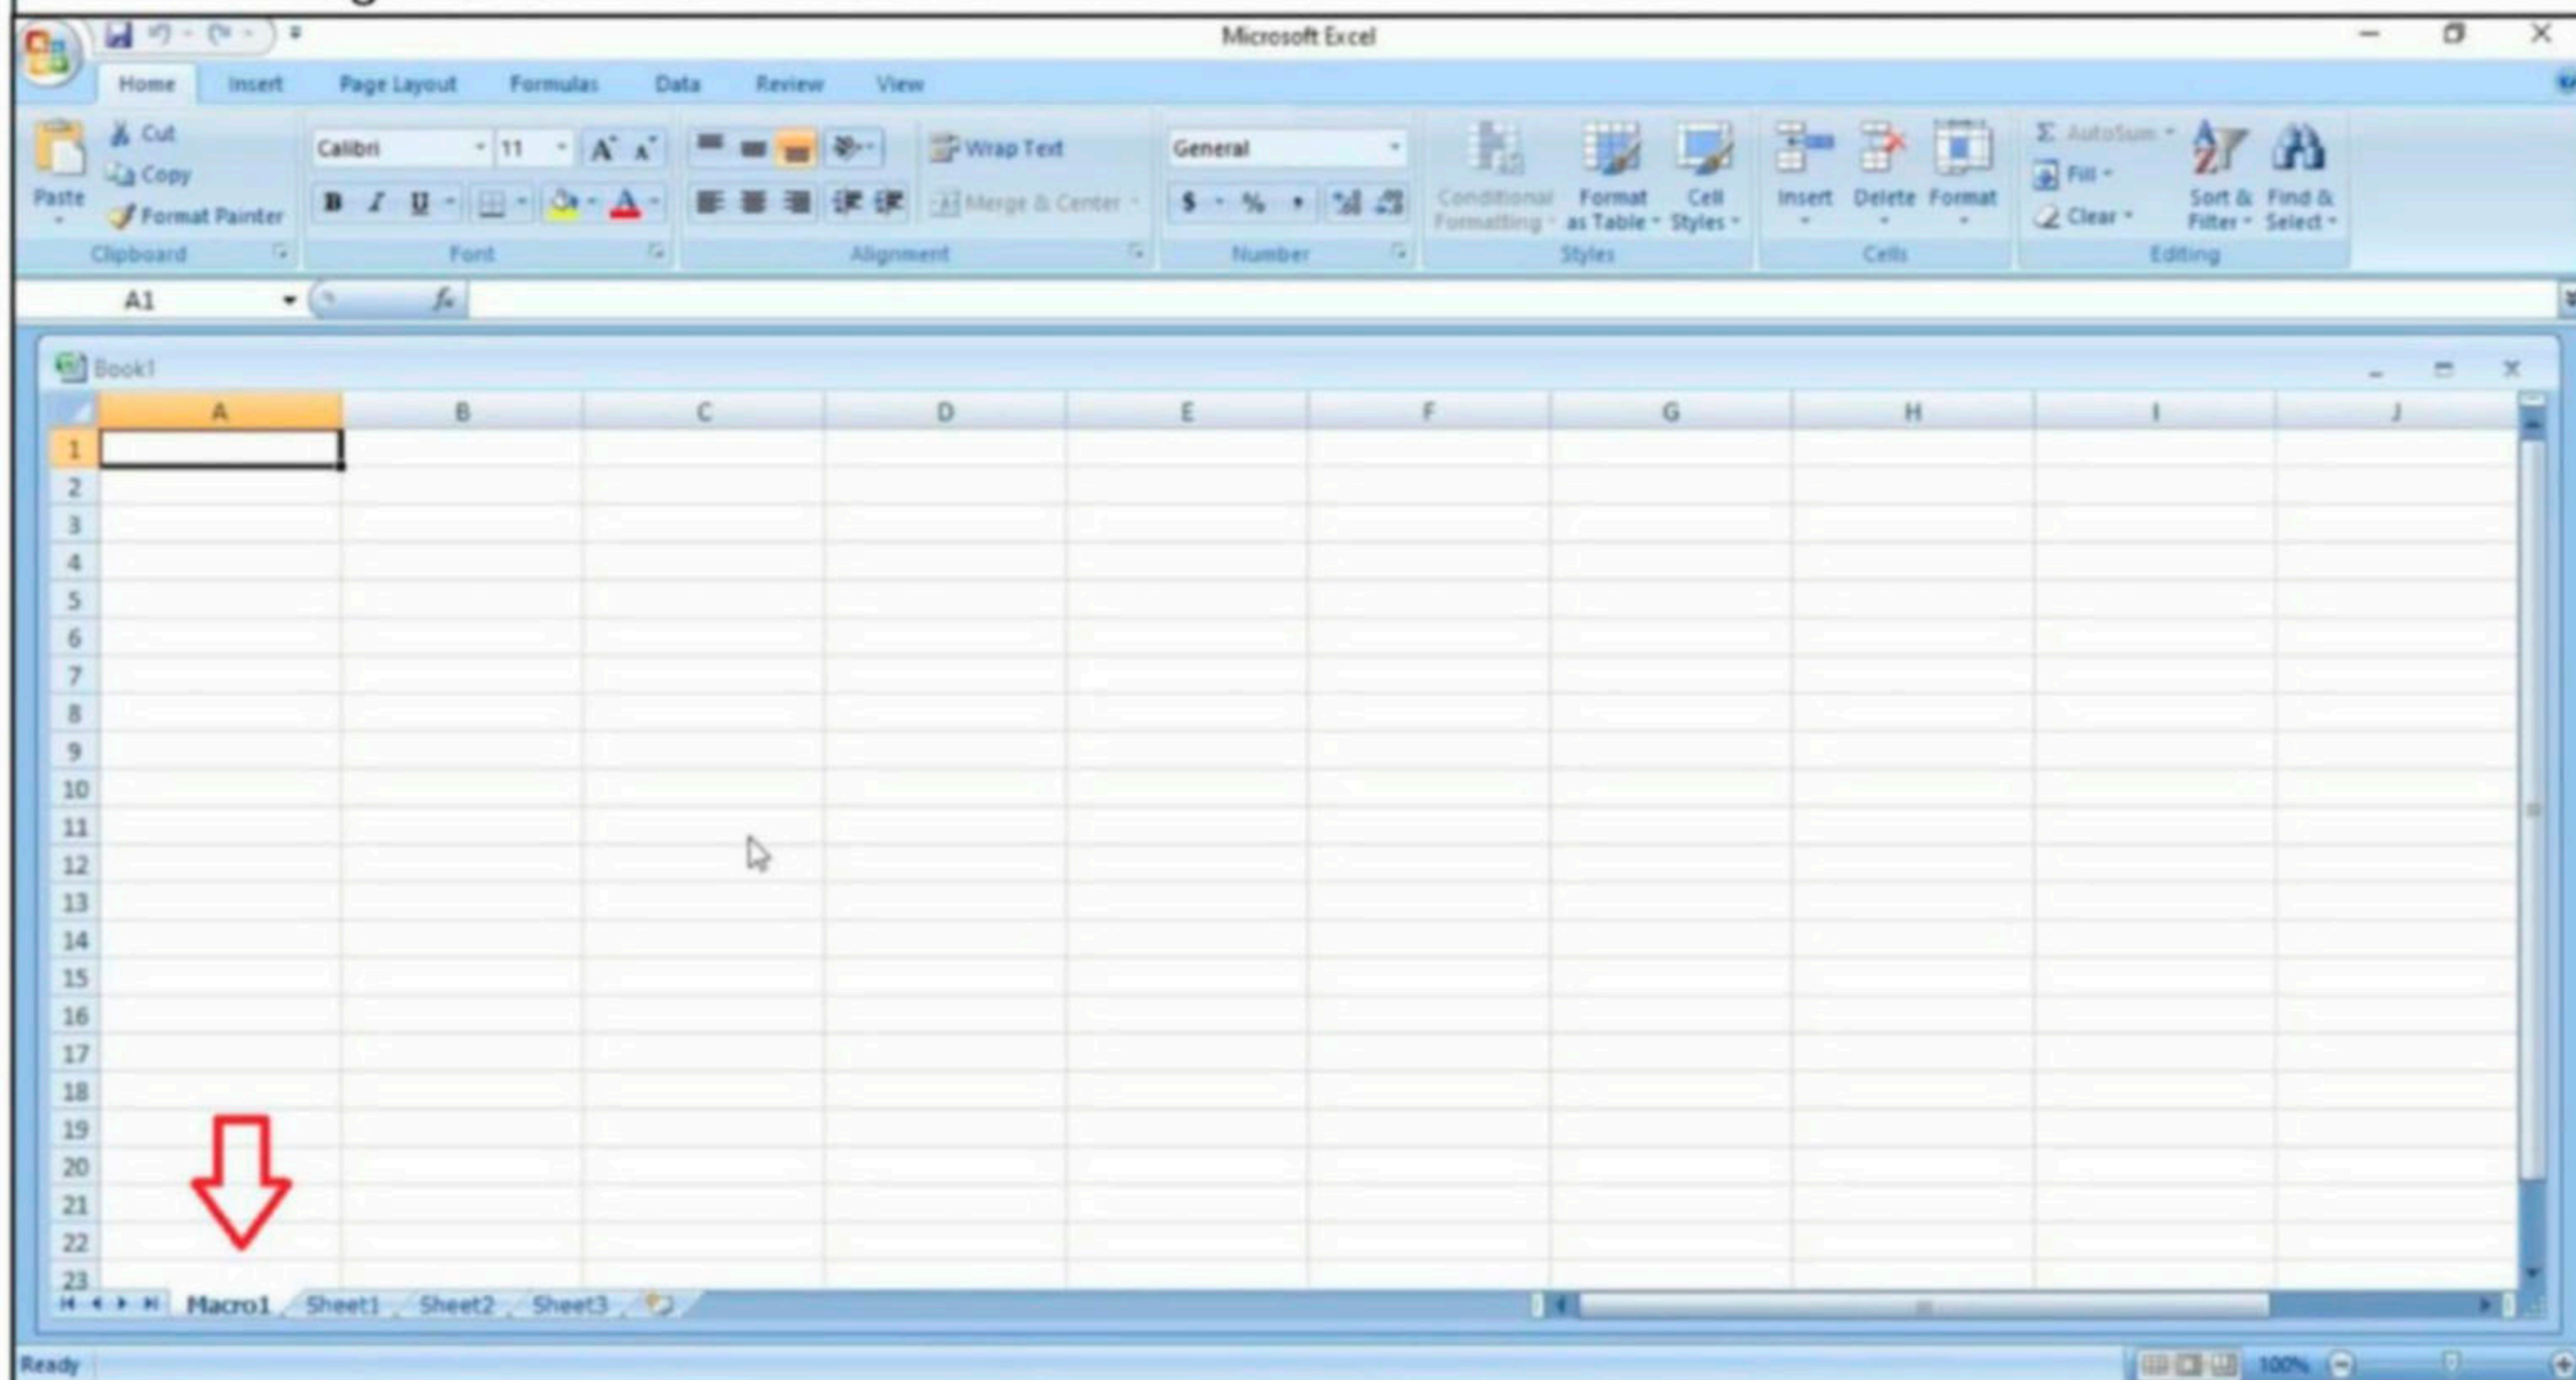 Microsoft Excel
Home Insert Page Layout Formulas Data Review View
Paste
Cut
Copy
Format Painter
Clipboard
Calibri 11 A A
B I U A
Font
Wrap Text
Merge & Center
Alignment
General
$ % ,
Number
Conditional Formatting
Format as Table
Cell Styles
Styles
Insert Delete Format
Cells
Σ AutoSum
Fill
Clear
Sort & Filter
Find & Select
Editing
A1 fx
Book1
A B C D E F G H I J
1
2
3
4
5
6
7
8
9
10
11
12
13
14
15
16
17
18
19
20
21
22
23
Macro1 Sheet1 Sheet2 Sheet3
Ready 100%